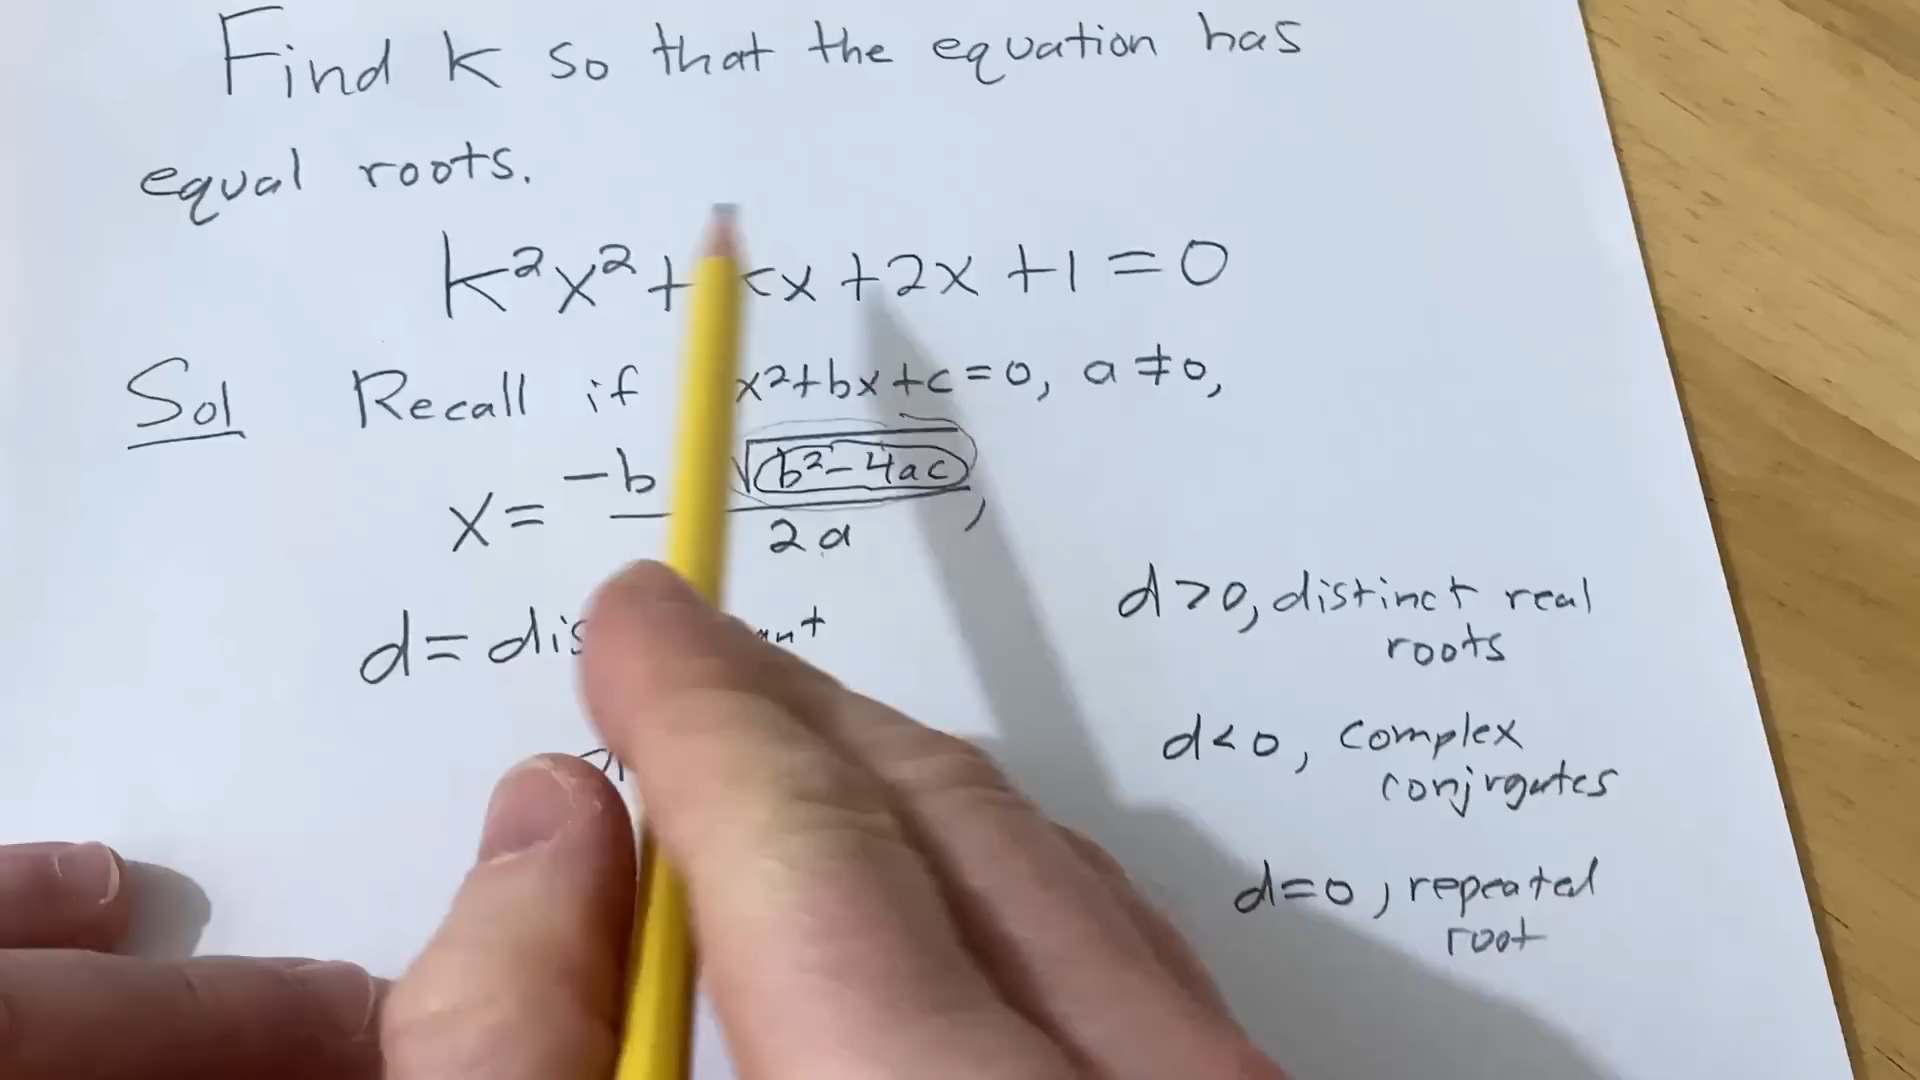 Find k so that the equation has
equal roots.
k²x² + x + 2x + 1 = 0
Sol Recall if x² + bx + c = 0, a ≠ 0,
x = -b √b² - 4ac / 2a,
d =
d > 0, distinct real
roots
d < 0, complex
conjugates
d = 0, repeated
root